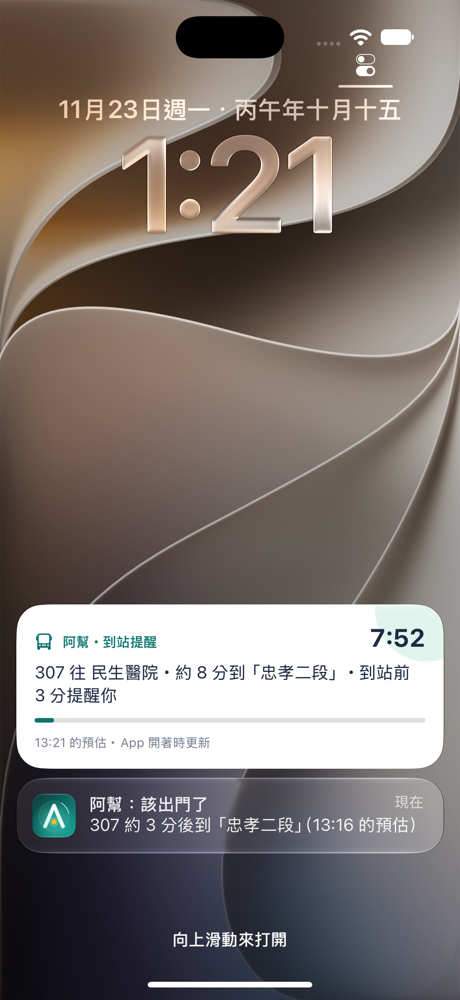 11月23日週一・丙午年十月十五
1:21
阿幫・到站提醒
7:52
307 往 民生醫院・約 8 分到「忠孝二段」・到站前
3 分提醒你
13:21 的預估・App 開著時更新
阿幫：該出門了
現在
307 約 3 分後到「忠孝二段」(13:16 的預估)
向上滑動來打開